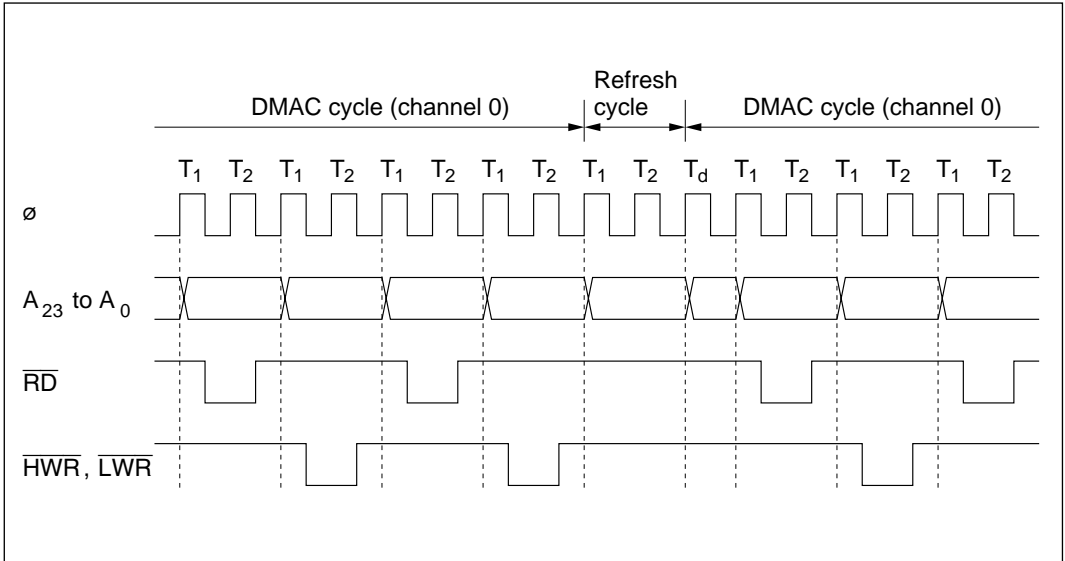 Refresh
DMAC cycle (channel 0) cycle DMAC cycle (channel 0)
T1 T2 T1 T2 T1 T2 T1 T2 T1 T2 Td T1 T2 T1 T2 T1 T2
ø
A23 to A0
RD
HWR, LWR